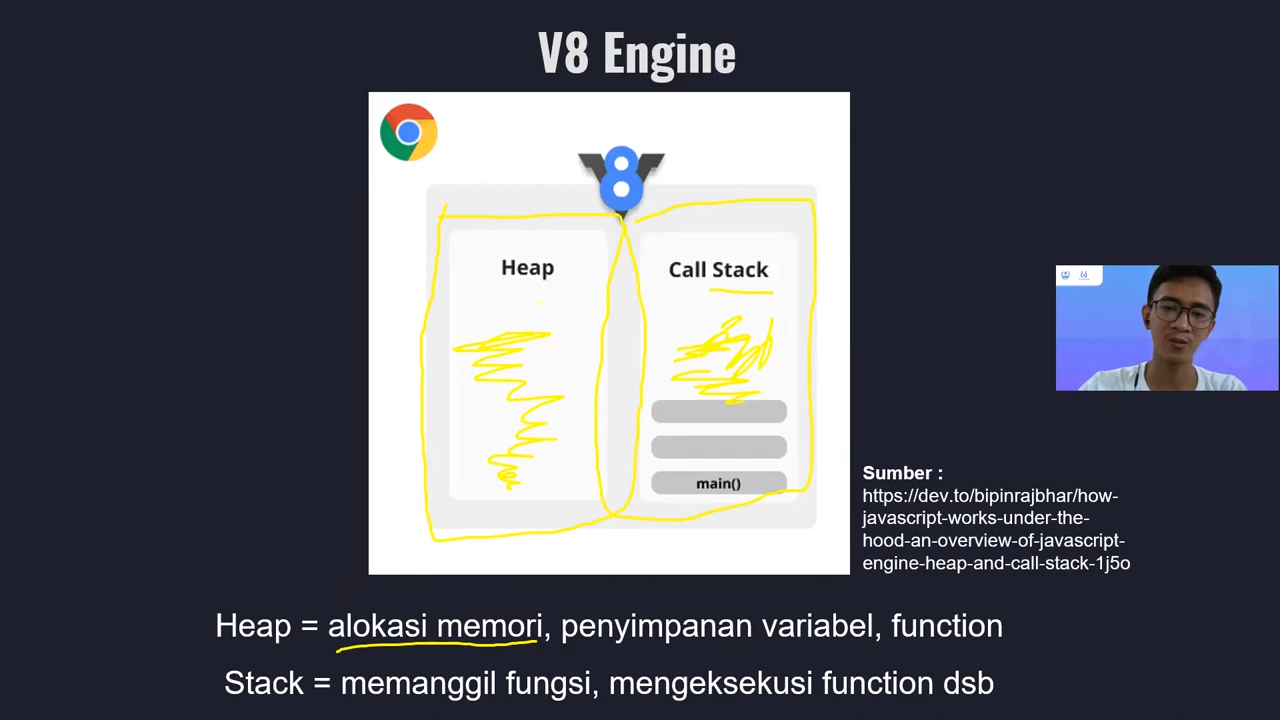 V8 Engine
8
Heap
Call Stack
main()
Sumber :
https://dev.to/bipinrajbhar/how-
javascript-works-under-the-
hood-an-overview-of-javascript-
engine-heap-and-call-stack-1j5o
Heap = alokasi memori, penyimpanan variabel, function
Stack = memanggil fungsi, mengeksekusi function dsb